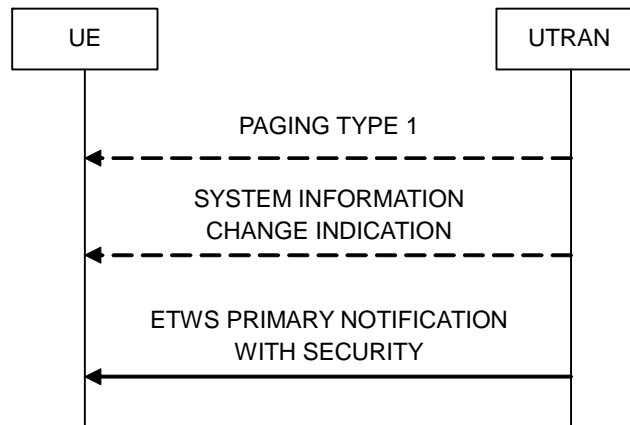 UE
UTRAN
PAGING TYPE 1
SYSTEM INFORMATION
CHANGE INDICATION
ETWS PRIMARY NOTIFICATION
WITH SECURITY